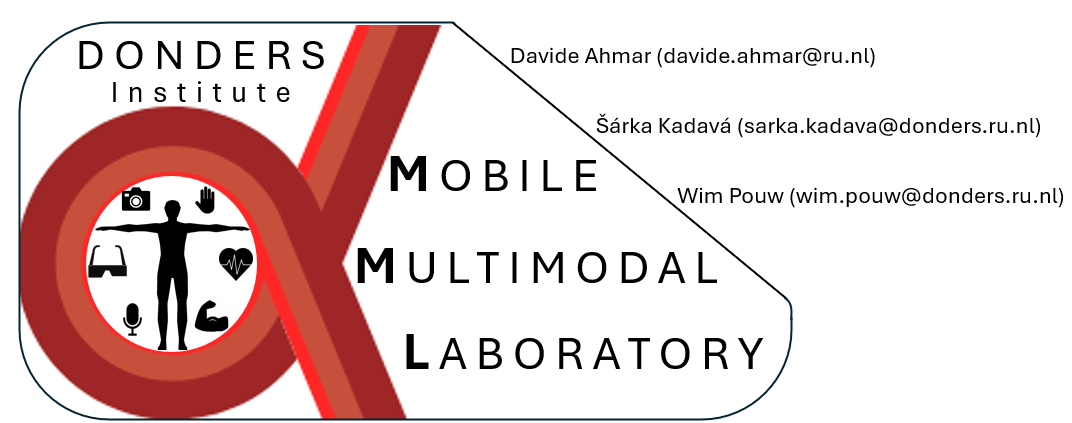 DONDERS
Institute
Davide Ahmar (davide.ahmar@ru.nl)
Šárka Kadavá (sarka.kadava@donders.ru.nl)
MOBILE
Wim Pouw (wim.pouw@donders.ru.nl)
MULTIMODAL
LABORATORY